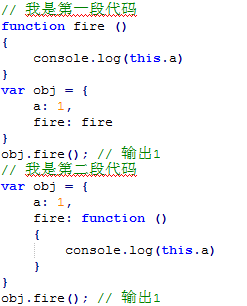 // 我是第一段代码
function fire ()
{
    console.log(this.a)
}
var obj = {
    a: 1,
    fire: fire
}
obj.fire(); // 输出1
// 我是第二段代码
var obj = {
    a: 1,
    fire: function ()
    {
        console.log(this.a)
    }
}
obj.fire(); // 输出1